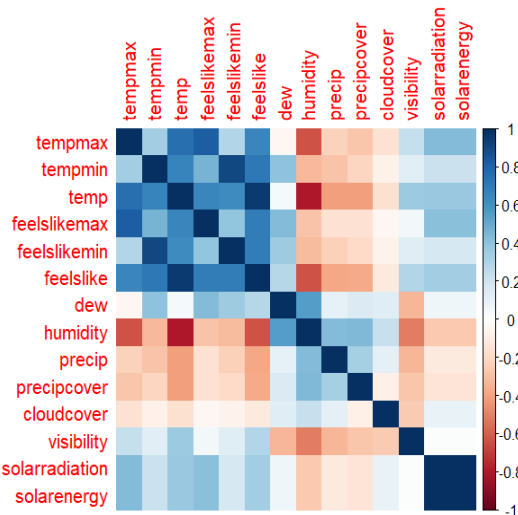 tempmax
tempmin
temp
feelslikemax
feelslikemin
feelslike
dew
humidity
precip
precipcover
cloudcover
visibility
solarradiation
solarenergy
tempmax
tempmin
temp
feelslikemax
feelslikemin
feelslike
dew
humidity
precip
precipcover
cloudcover
visibility
solarradiation
solarenergy
1
0.8
0.6
0.4
0.2
0
-0.2
-0.4
-0.6
-0.8
-1